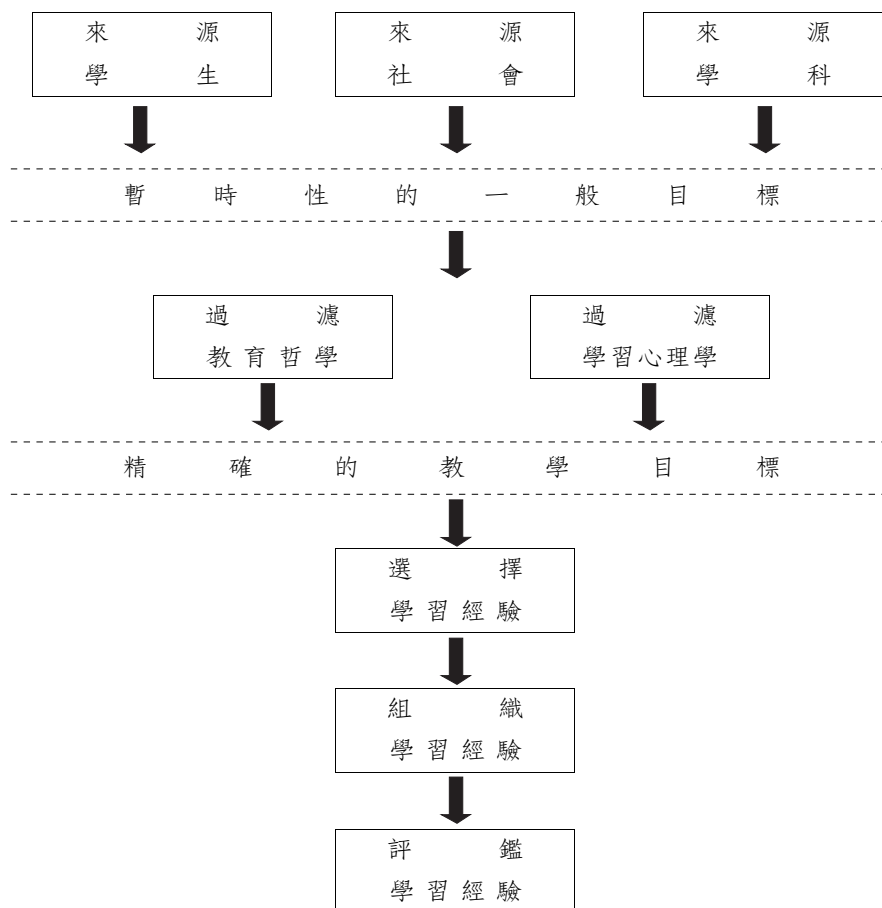 來源
學生
來源
社會
來源
學科
暫時性的一般目標
過濾
教育哲學
過濾
學習心理學
精確的教學目標
選擇
學習經驗
組織
學習經驗
評鑑
學習經驗